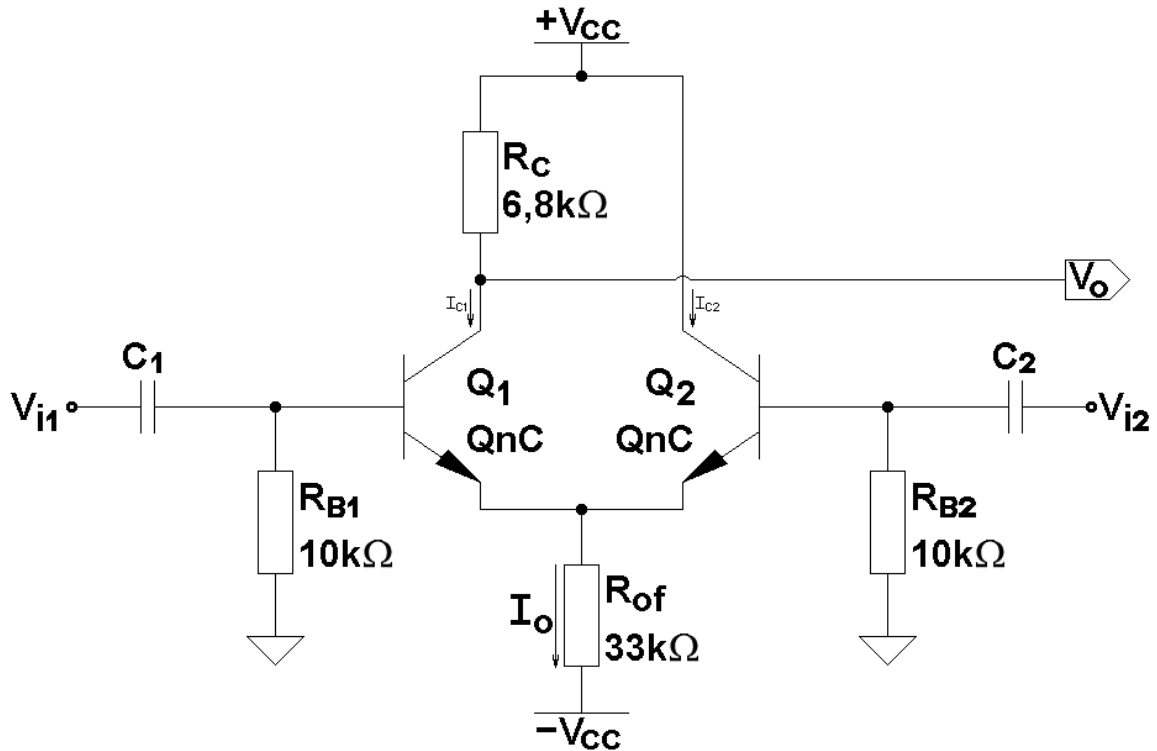 +VCC
RC
6,8kΩ
Vo
IC1
IC2
C1
C2
Vi1
Q1
Q2
Vi2
QnC
QnC
RB1
10kΩ
RB2
10kΩ
Io
Rof
33kΩ
−VCC